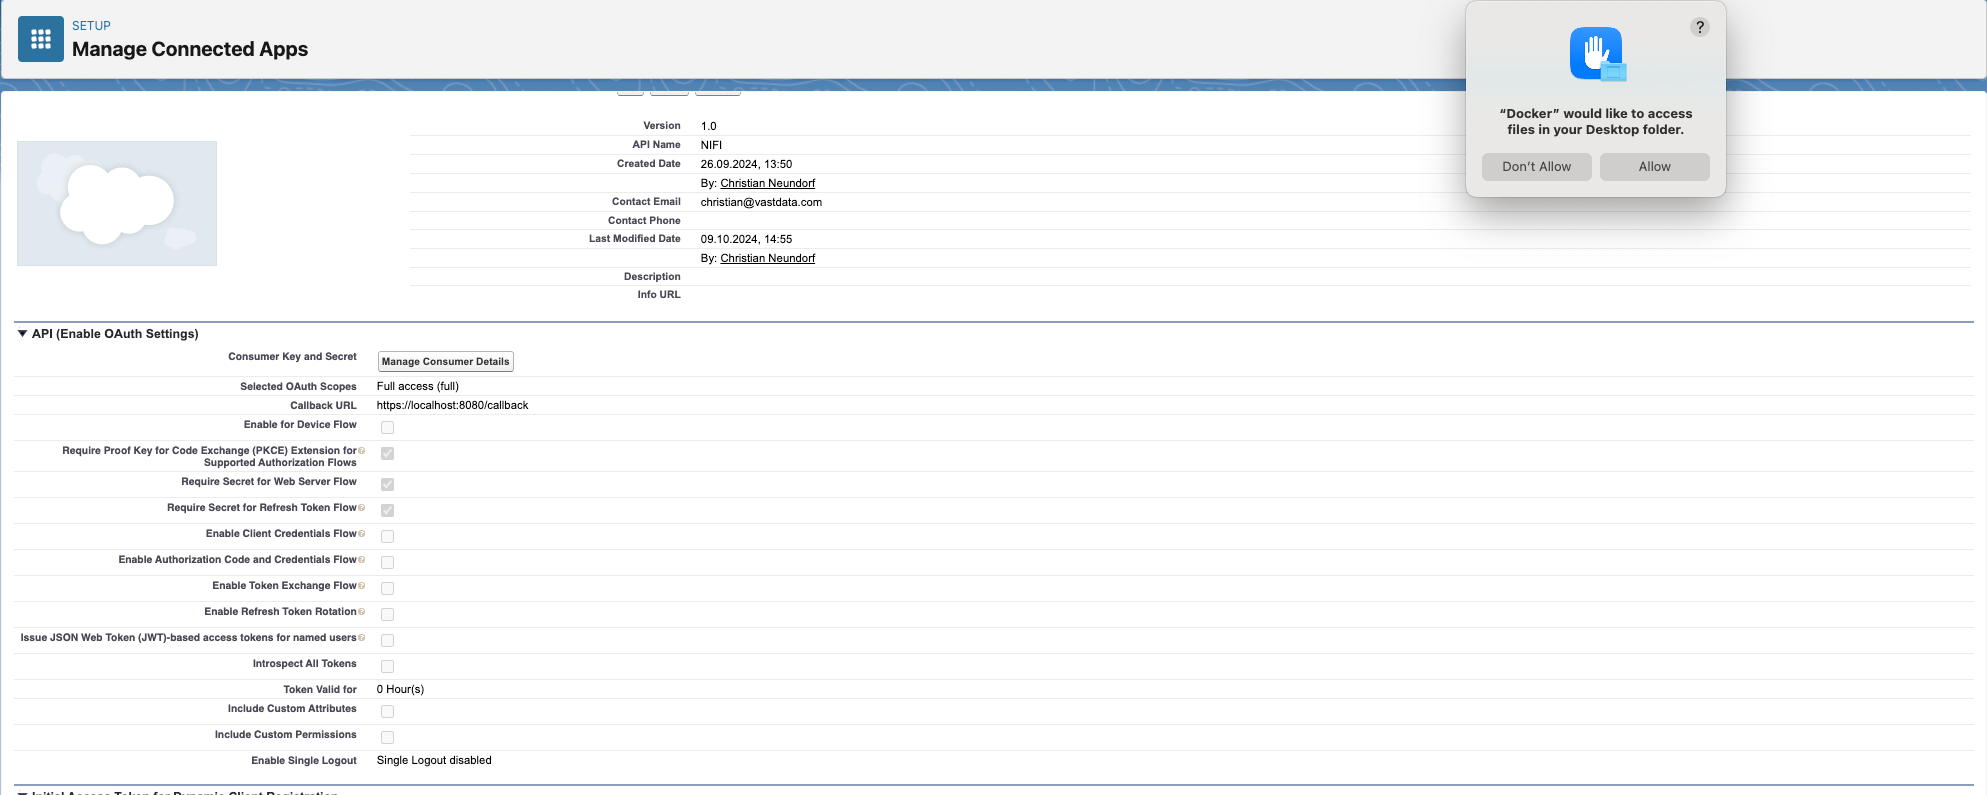 SETUP
Manage Connected Apps
?
“Docker” would like to access
files in your Desktop folder.
Don’t Allow
Allow
Version 1.0
API Name NIFI
Created Date 26.09.2024, 13:50
By: Christian Neundorf
Contact Email christian@vastdata.com
Contact Phone
Last Modified Date 09.10.2024, 14:55
By: Christian Neundorf
Description
Info URL
API (Enable OAuth Settings)
Consumer Key and Secret Manage Consumer Details
Selected OAuth Scopes Full access (full)
Callback URL https://localhost:8080/callback
Enable for Device Flow
Require Proof Key for Code Exchange (PKCE) Extension for
Supported Authorization Flows
Require Secret for Web Server Flow
Require Secret for Refresh Token Flow
Enable Client Credentials Flow
Enable Authorization Code and Credentials Flow
Enable Token Exchange Flow
Enable Refresh Token Rotation
Issue JSON Web Token (JWT)-based access tokens for named users
Introspect All Tokens
Token Valid for 0 Hour(s)
Include Custom Attributes
Include Custom Permissions
Enable Single Logout Single Logout disabled
Initial Access Token for Dynamic Client Registration